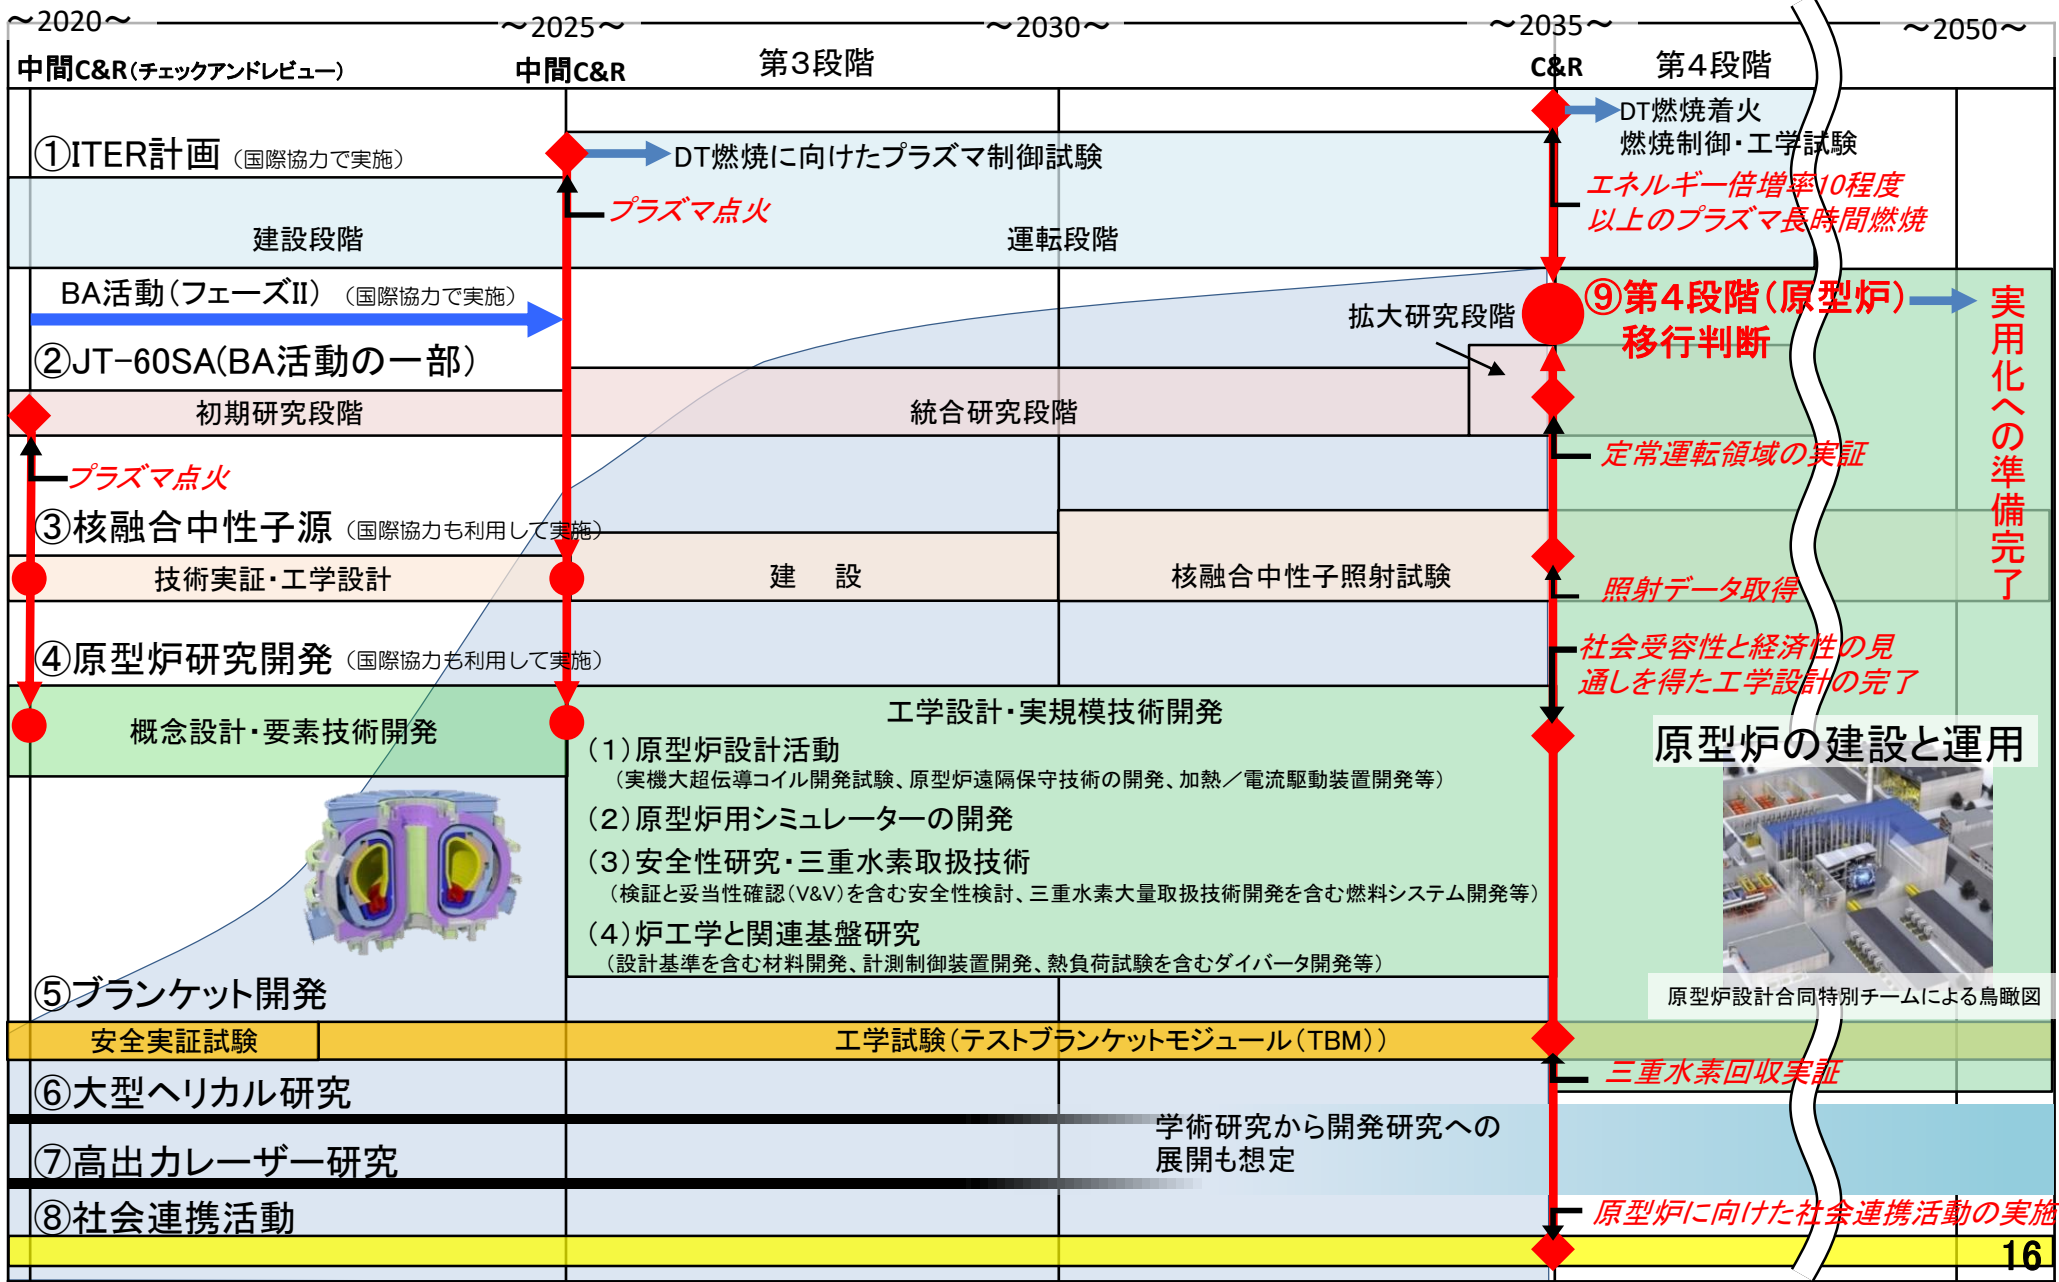 ～2020～
～2025～
～2030～
～2035～
～2050～
中間C&R(チェックアンドレビュー)
中間C&R
第3段階
C&R
第4段階
①ITER計画 (国際協力で実施)
DT燃焼に向けたプラズマ制御試験
DT燃焼着火
燃焼制御・工学試験
プラズマ点火
エネルギー倍増率10程度
以上のプラズマ長時間燃焼
建設段階
運転段階
BA活動(フェーズII) (国際協力で実施)
拡大研究段階
⑨第4段階(原型炉)
移行判断
実用化への準備完了
②JT-60SA(BA活動の一部)
初期研究段階
統合研究段階
定常運転領域の実証
プラズマ点火
③核融合中性子源 (国際協力も利用して実施)
技術実証・工学設計
建 設
核融合中性子照射試験
照射データ取得
④原型炉研究開発 (国際協力も利用して実施)
社会受容性と経済性の見
通しを得た工学設計の完了
概念設計・要素技術開発
工学設計・実規模技術開発
(1)原型炉設計活動
(実機大超伝導コイル開発試験、原型炉遠隔保守技術の開発、加熱／電流駆動装置開発等)
(2)原型炉用シミュレーターの開発
(3)安全性研究・三重水素取扱技術
(検証と妥当性確認(V&V)を含む安全性検討、三重水素大量取扱技術開発を含む燃料システム開発等)
(4)炉工学と関連基盤研究
(設計基準を含む材料開発、計測制御装置開発、熱負荷試験を含むダイバータ開発等)
原型炉の建設と運用
原型炉設計合同特別チームによる鳥瞰図
⑤ブランケット開発
安全実証試験
工学試験(テストブランケットモジュール(TBM))
三重水素回収実証
⑥大型ヘリカル研究
学術研究から開発研究への
展開も想定
⑦高出力レーザー研究
⑧社会連携活動
原型炉に向けた社会連携活動の実施
16